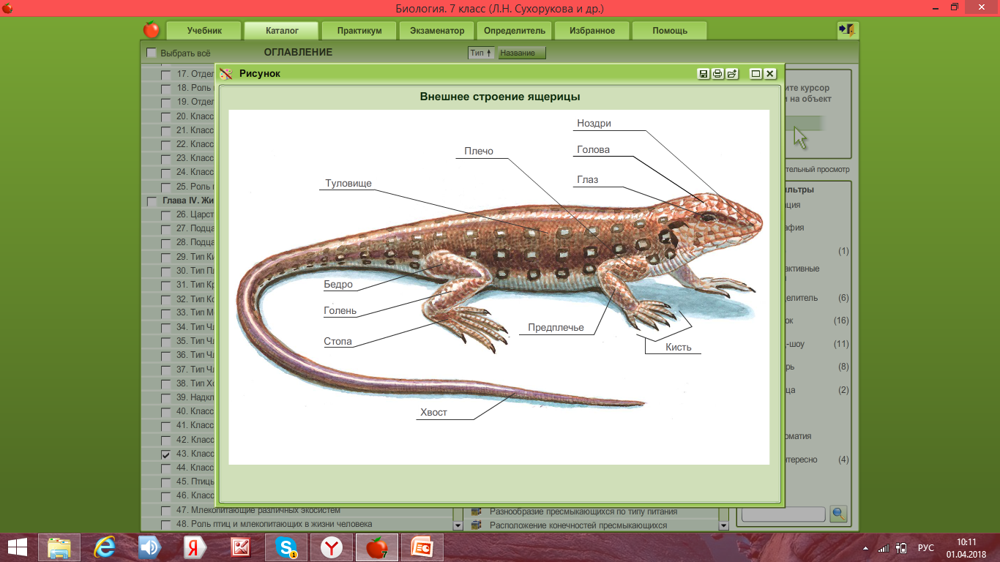 Биология. 7 класс (Л.Н. Сухорукова и др.)
Учебник
Каталог
Практикум
Экзаменатор
Определитель
Избранное
Помощь
Выбрать всё
ОГЛАВЛЕНИЕ
Тип
Название
17. Отдел
18. Роль
19. Отдел
20. Класс
21. Класс
22. Класс
23. Класс
24. Класс
25. Роль
Глава IV. Жи
26. Царст
27. Подца
28. Подца
29. Тип Ки
30. Тип Пл
31. Тип Кр
32. Тип Ко
33. Тип М
34. Тип Чл
35. Тип Чл
36. Тип Чл
37. Тип Чл
38. Тип Хо
39. Надкл
40. Класс
41. Класс
42. Класс
43. Класс
44. Класс
45. Птицы
46. Класс
47. Млекопитающие различных экосистем
48. Роль птиц и млекопитающих в жизни человека
Рисунок
Внешнее строение ящерицы
Ноздри
Плечо
Голова
Туловище
Глаз
Бедро
Голень
Стопа
Предплечье
Кисть
Хвост
Разнообразие пресмыкающихся по типу питания
Расположение конечностей пресмыкающихся
ите курсор
на объект
тельный просмотр
ильтры
ация
афия
(1)
активные
делитель (6)
ок (16)
-шоу (11)
рь (8)
ца (2)
оматия
тересно (4)
1
7
РУС
10:11
01.04.2018